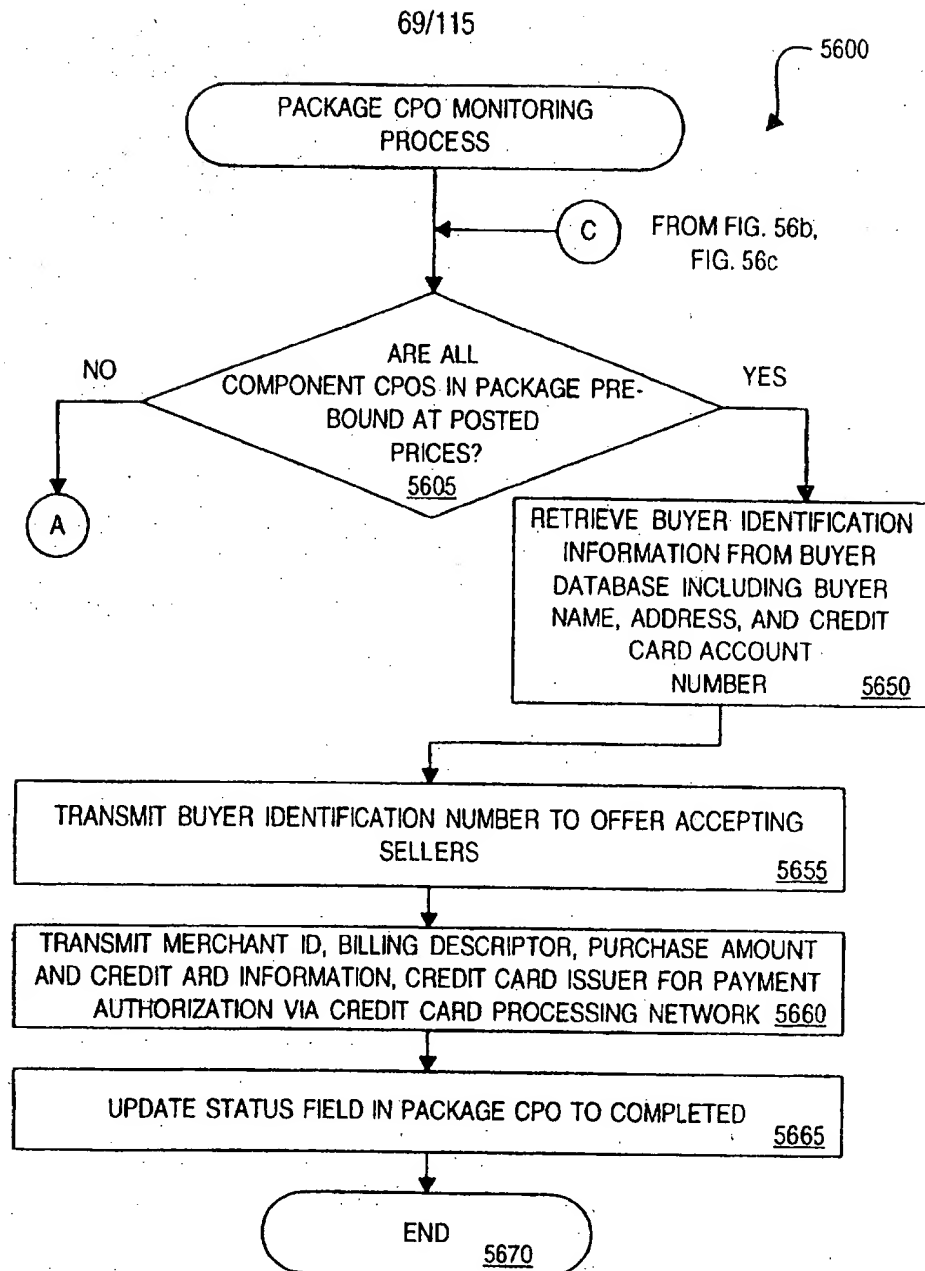 69/115
5600
PACKAGE CPO MONITORING
PROCESS
C
FROM FIG. 56b,
FIG. 56c
NO
ARE ALL
COMPONENT CPOS IN PACKAGE PRE-
BOUND AT POSTED
PRICES?
5605
YES
A
RETRIEVE BUYER IDENTIFICATION
INFORMATION FROM BUYER
DATABASE INCLUDING BUYER
NAME, ADDRESS, AND CREDIT
CARD ACCOUNT
NUMBER 5650
TRANSMIT BUYER IDENTIFICATION NUMBER TO OFFER ACCEPTING
SELLERS
5655
TRANSMIT MERCHANT ID, BILLING DESCRIPTOR, PURCHASE AMOUNT
AND CREDIT ARD INFORMATION, CREDIT CARD ISSUER FOR PAYMENT
AUTHORIZATION VIA CREDIT CARD PROCESSING NETWORK 5660
UPDATE STATUS FIELD IN PACKAGE CPO TO COMPLETED
5665
END
5670